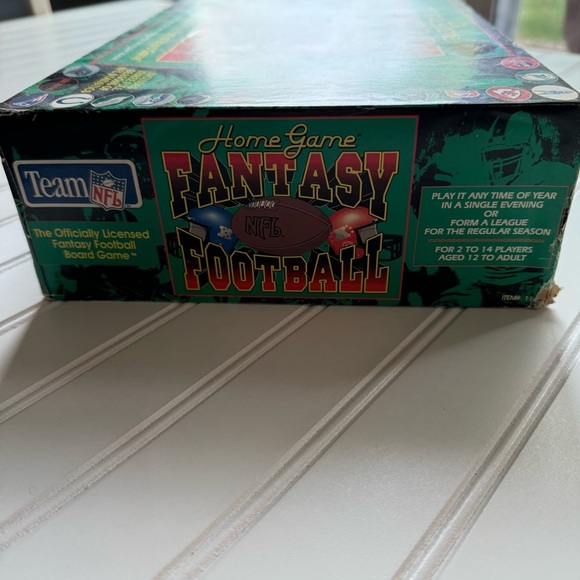 Team NFL
The Officially Licensed
Fantasy Football
Board Game™
Home Game
FANTASY
NFL
FOOTBALL
PLAY IT ANY TIME OF YEAR
IN A SINGLE EVENING
OR
FORM A LEAGUE
FOR THE REGULAR SEASON
FOR 2 TO 14 PLAYERS
AGED 12 TO ADULT
ITEM#